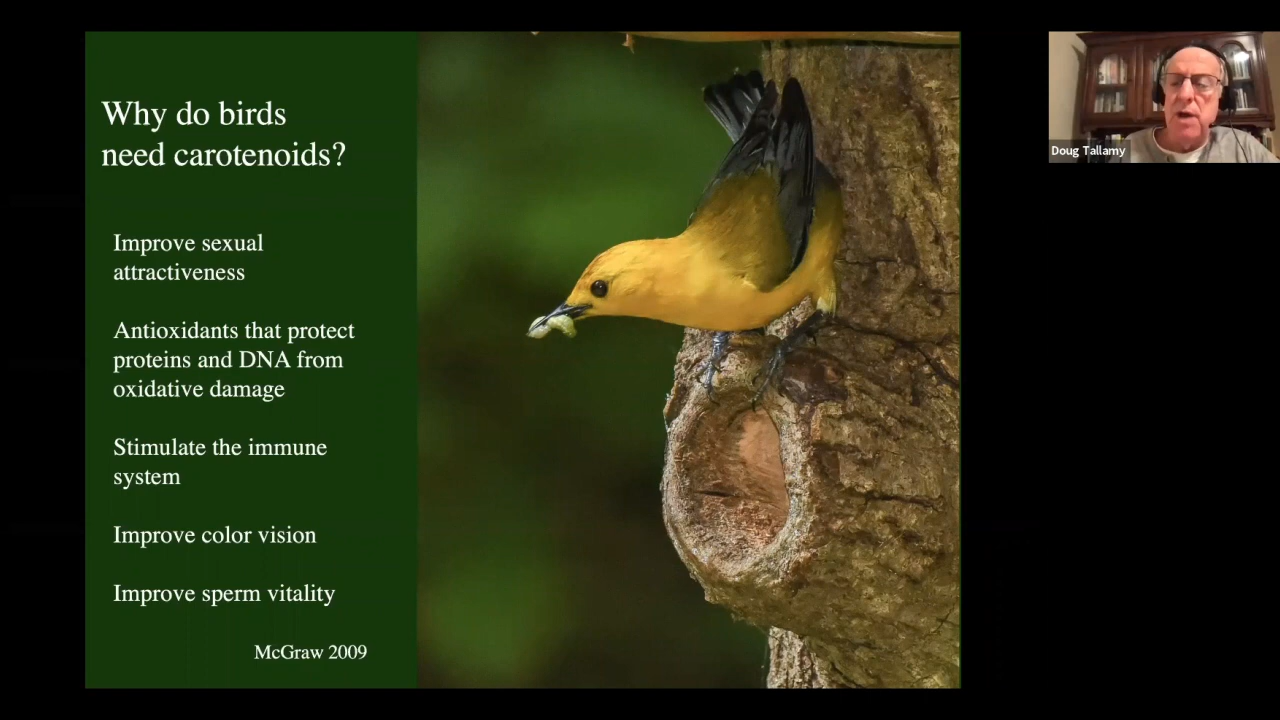 Why do birds
need carotenoids?
Improve sexual
attractiveness
Antioxidants that protect
proteins and DNA from
oxidative damage
Stimulate the immune
system
Improve color vision
Improve sperm vitality
McGraw 2009
Doug Tallamy